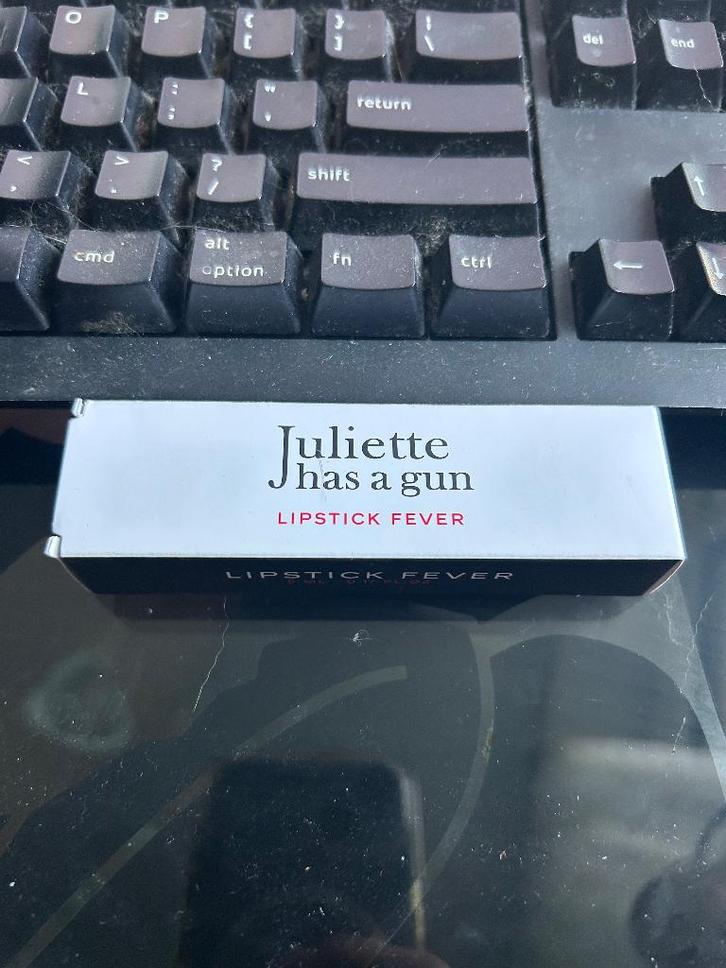 O P { }  |
[ ] \
del end
L : " return
; '
< > ? shift
, . / ↑
cmd alt fn ctrl ←
option
Juliette
has a gun
LIPSTICK FEVER
LIPSTICK FEVER